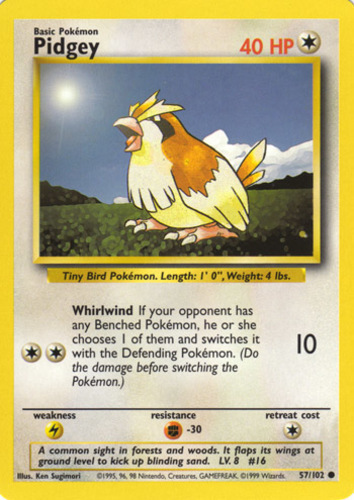 Basic Pokémon
Pidgey
40 HP
Tiny Bird Pokémon. Length: 1' 0", Weight: 4 lbs.
Whirlwind If your opponent has
any Benched Pokémon, he or she
chooses 1 of them and switches it
with the Defending Pokémon. (Do
the damage before switching the
Pokémon.)
10
weakness
resistance
retreat cost
-30
A common sight in forests and woods. It flaps its wings at
ground level to kick up blinding sand. LV. 8 #16
Illus. Ken Sugimori
©1995, 96, 98 Nintendo, Creatures, GAMEFREAK. ©1999 Wizards.
57/102